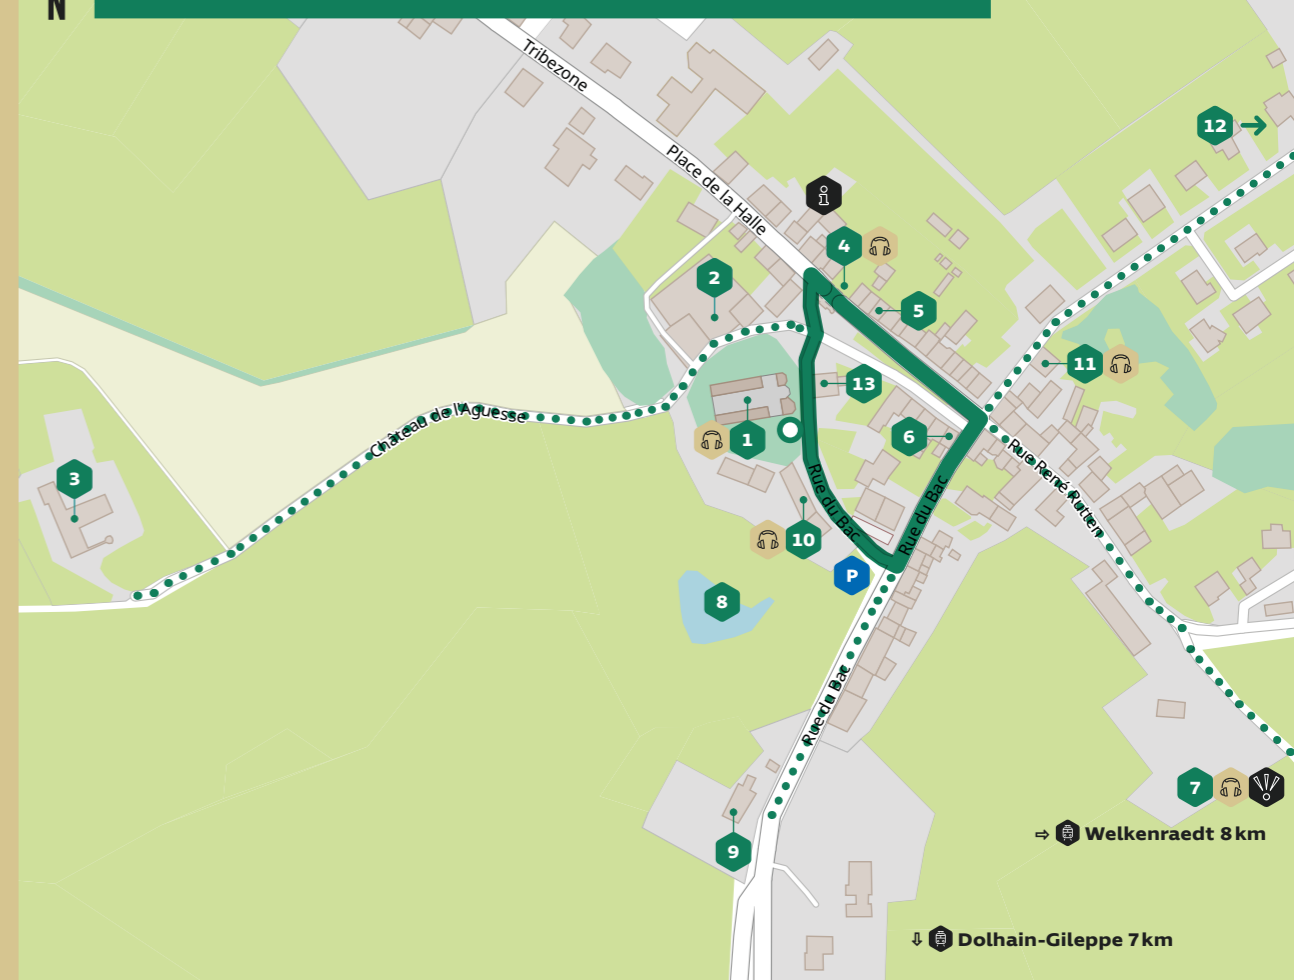 N
Tribezone
12
Place de la Halle
4
2
5
11
13
Château de l'Aguesse
1
6
Rue René Rutten
3
Rue du Bac
Rue du Bac
10
P
8
Rue du Bac
7
Welkenraedt 8 km
9
Dolhain-Gileppe 7 km